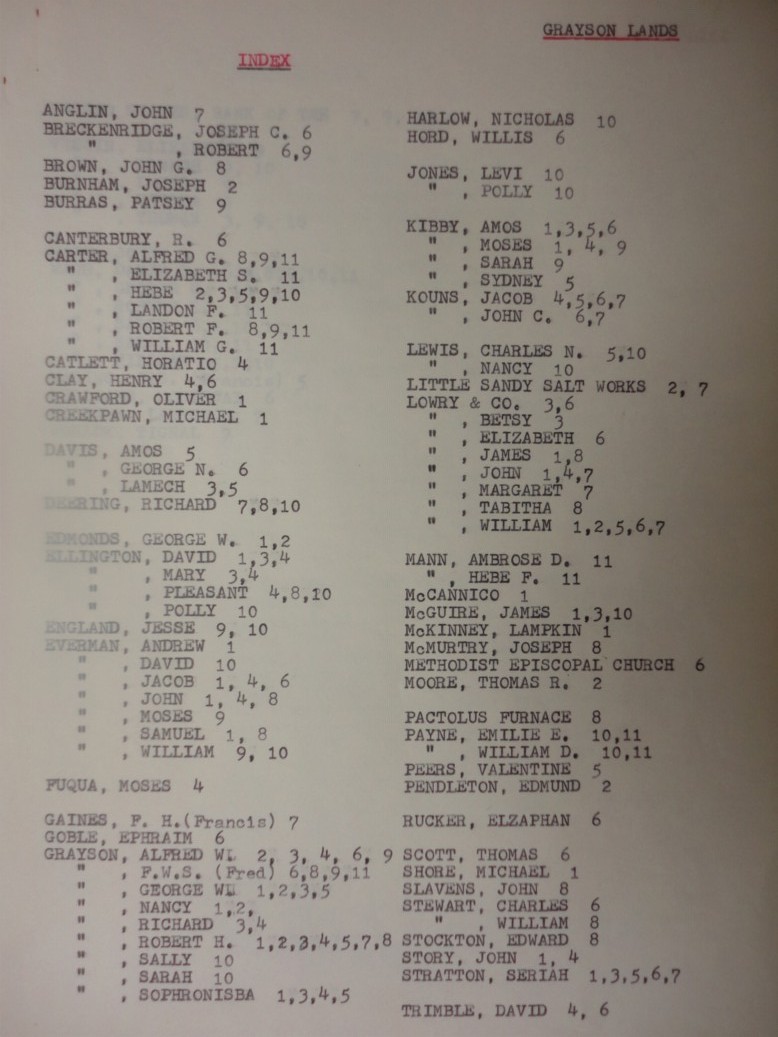 GRAYSON LANDS
INDEX
ANGLIN, JOHN 7
BRECKENRIDGE, JOSEPH C. 6
" , ROBERT 6,9
BROWN, JOHN G. 8
BURNHAM, JOSEPH 2
BURRAS, PATSEY 9
CANTERBURY, R. 6
CARTER, ALFRED G. 8,9,11
" , ELIZABETH S. 11
" , HEBE 2,3,5,9,10
" , LANDON F. 11
" , ROBERT F. 8,9,11
" , WILLIAM G. 11
CATLETT, HORATIO 4
CLAY, HENRY 4,6
CRAWFORD, OLIVER 1
CREEKPAWN, MICHAEL 1
DAVIS, AMOS 5
" , GEORGE N. 6
" , LAMECH 3,5
DEERING, RICHARD 7,8,10
EDMONDS, GEORGE W. 1,2
ELLINGTON, DAVID 1,3,4
" , MARY 3,4
" , PLEASANT 4,8,10
" , POLLY 10
ENGLAND, JESSE 9, 10
EVERMAN, ANDREW 1
" , DAVID 10
" , JACOB 1, 4, 6
" , JOHN 1, 4, 8
" , MOSES 9
" , SAMUEL 1, 8
" , WILLIAM 9, 10
FUQUA, MOSES 4
GAINES, F. H.(Francis) 7
GOBLE, EPHRAIM 6
GRAYSON, ALFRED W. 2, 3, 4, 6, 9
" , F.W.S. (Fred) 6,8,9,11
" , GEORGE W. 1,2,3,5
" , NANCY 1,2,
" , RICHARD 3,4
" , ROBERT H. 1,2,3,4,5,7,8
" , SALLY 10
" , SARAH 10
" , SOPHRONISBA 1,3,4,5
HARLOW, NICHOLAS 10
HORD, WILLIS 6
JONES, LEVI 10
" , POLLY 10
KIBBY, AMOS 1,3,5,6
" , MOSES 1, 4, 9
" , SARAH 9
" , SYDNEY 5
KOUNS, JACOB 4,5,6,7
" , JOHN C. 6,7
LEWIS, CHARLES N. 5,10
" , NANCY 10
LITTLE SANDY SALT WORKS 2, 7
LOWRY & CO. 3,6
" , BETSY 3
" , ELIZABETH 6
" , JAMES 1,8
" , JOHN 1,4,7
" , MARGARET 7
" , TABITHA 8
" , WILLIAM 1,2,5,6,7
MANN, AMBROSE D. 11
" , HEBE F. 11
McCANNICO 1
McGUIRE, JAMES 1,3,10
McKINNEY, LAMPKIN 1
McMURTRY, JOSEPH 8
METHODIST EPISCOPAL CHURCH 6
MOORE, THOMAS R. 2
PACTOLUS FURNACE 8
PAYNE, EMILIE E. 10,11
" , WILLIAM D. 10,11
PEERS, VALENTINE 5
PENDLETON, EDMUND 2
RUCKER, ELZAPHAN 6
SCOTT, THOMAS 6
SHORE, MICHAEL 1
SLAVENS, JOHN 8
STEWART, CHARLES 6
" , WILLIAM 8
STOCKTON, EDWARD 8
STORY, JOHN 1, 4
STRATTON, SERIAH 1,3,5,6,7
TRIMBLE, DAVID 4, 6